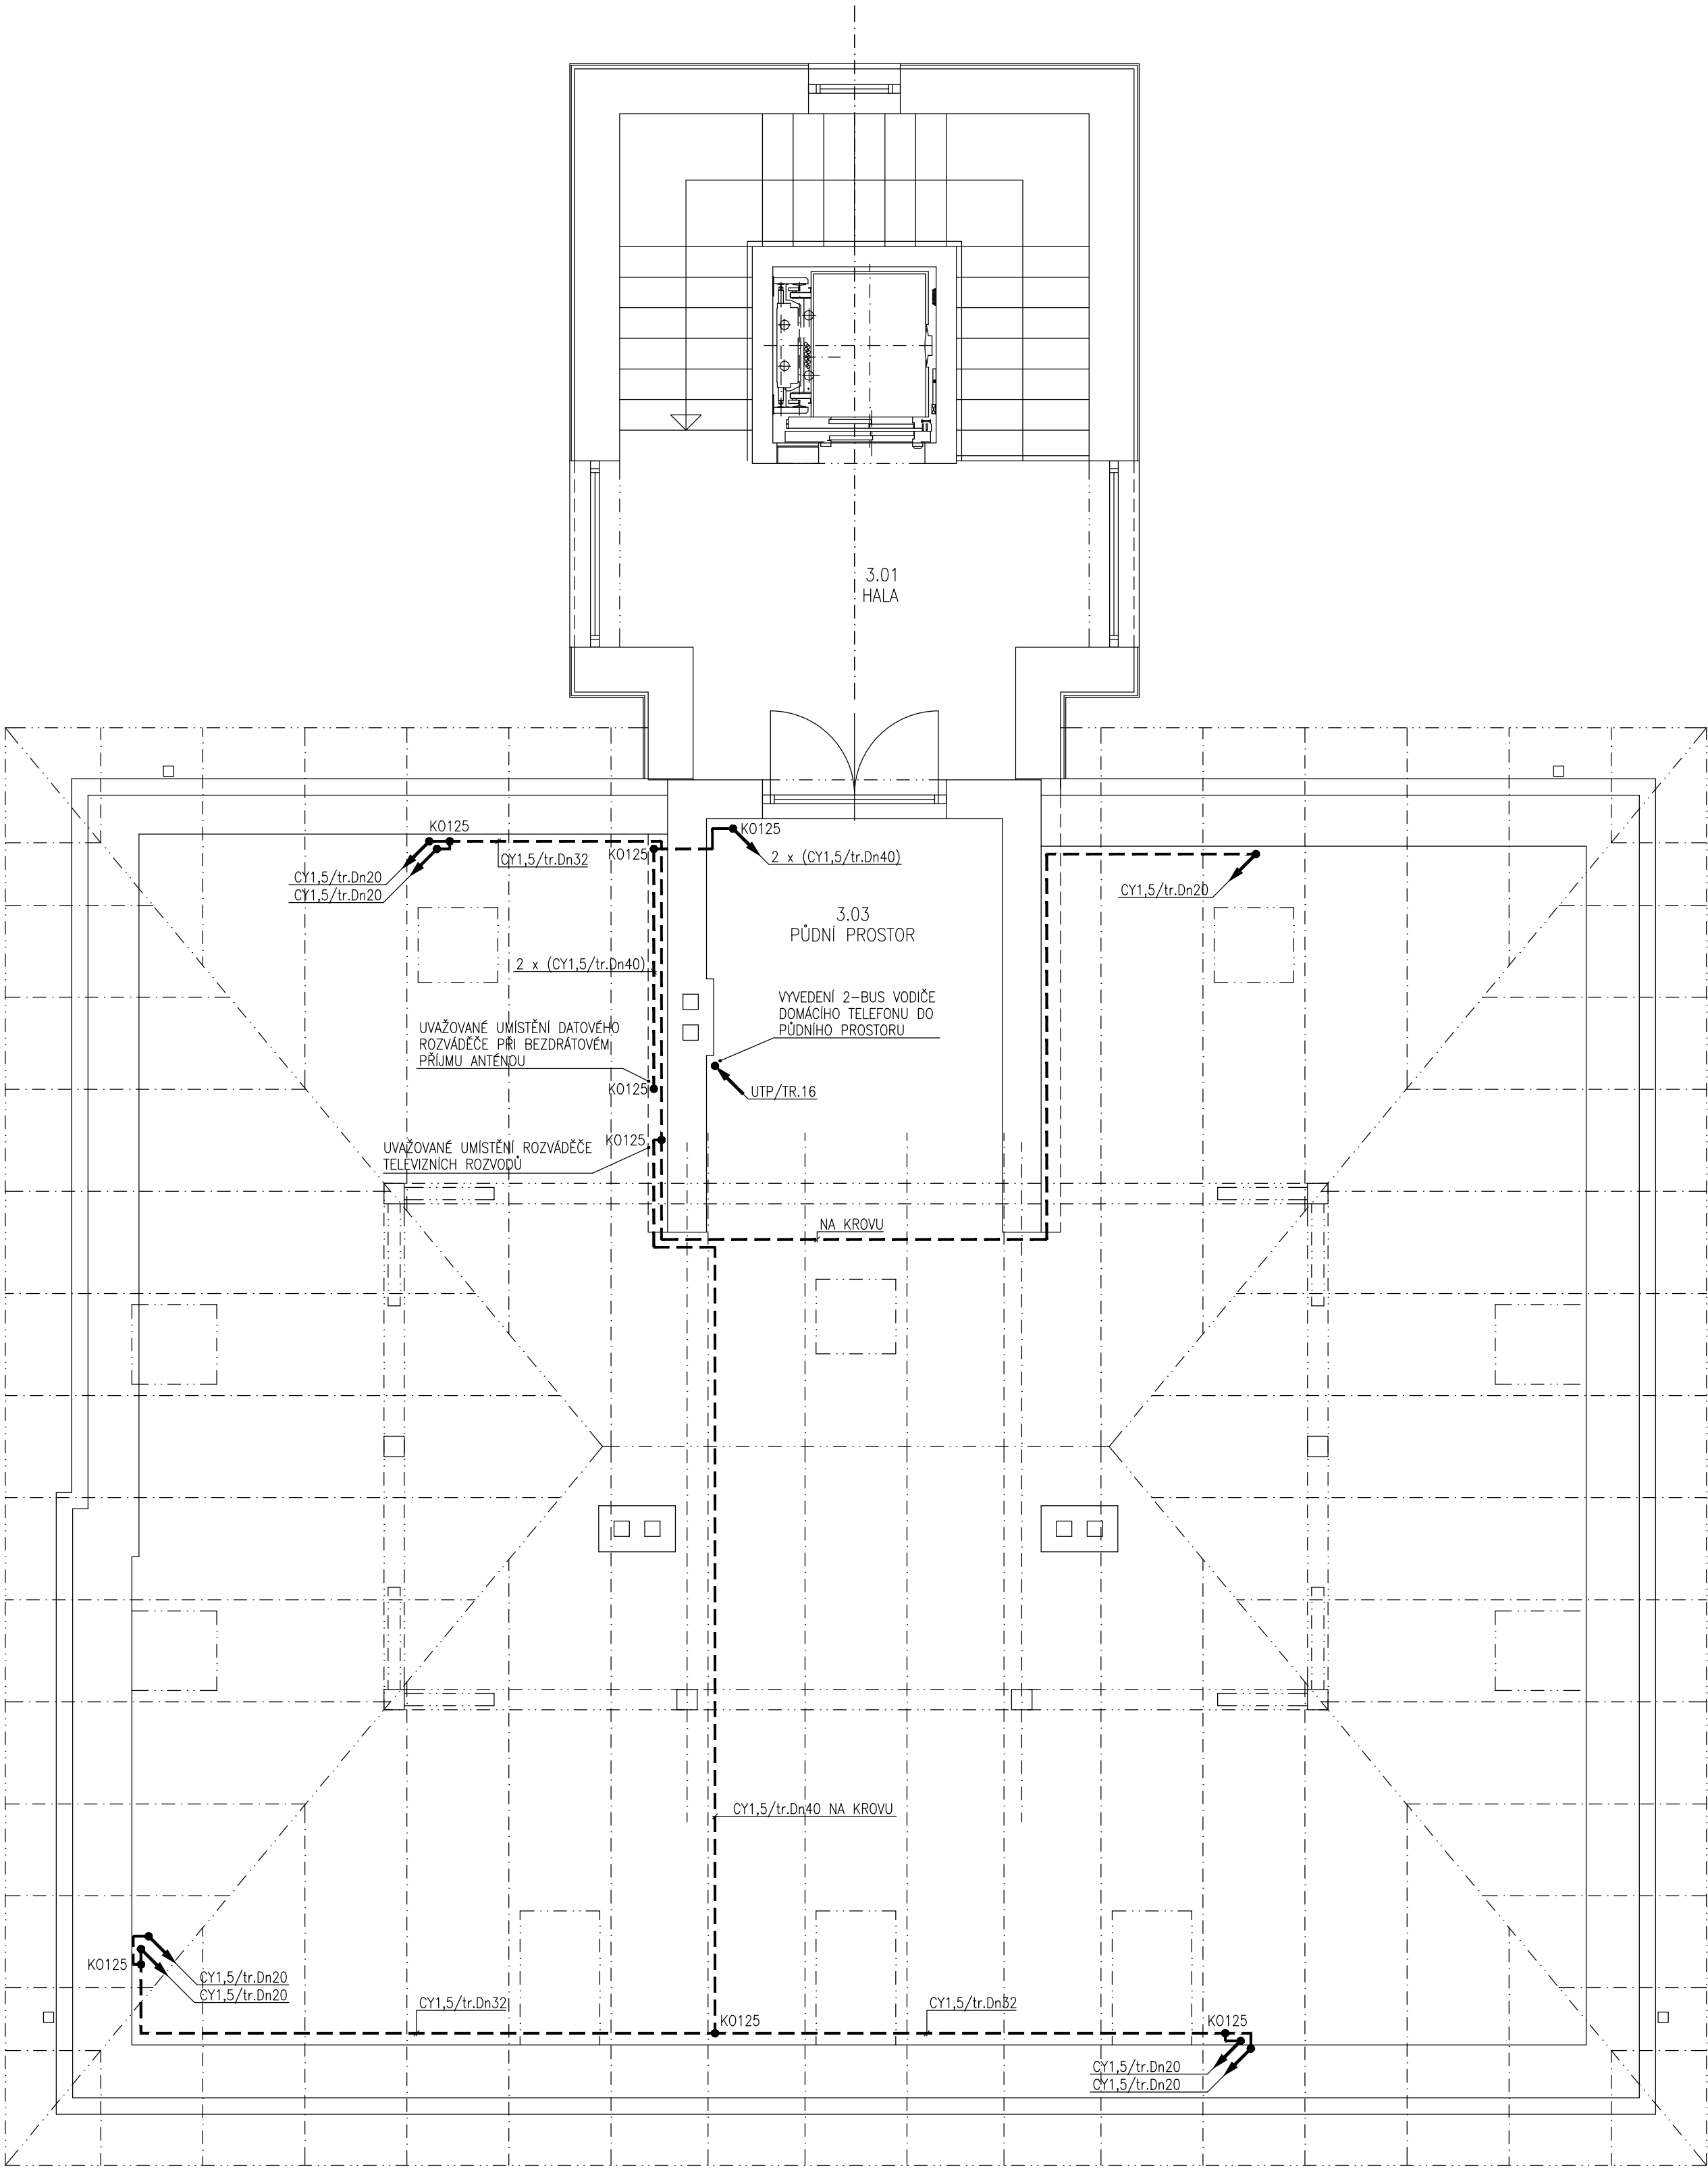 3.01
HALA
KO125
KO125
KO125
CY1,5/tr.Dn32
2 x (CY1,5/tr.Dn40)
CY1,5/tr.Dn20
CY1,5/tr.Dn20
CY1,5/tr.Dn20
3.03
PŮDNÍ PROSTOR
2 x (CY1,5/tr.Dn40)
VYVEDENÍ 2-BUS VODIČE
DOMÁCÍHO TELEFONU DO
PŮDNÍHO PROSTORU
UVAŽOVANÉ UMÍSTĚNÍ DATOVÉHO
ROZVÁDĚČE PŘI BEZDRÁTOVÉM
PŘÍJMU ANTÉNOU
KO125
UTP/TR.16
KO125
UVAŽOVANÉ UMÍSTĚNÍ ROZVÁDĚČE
TELEVIZNÍCH ROZVODŮ
NA KROVU
CY1,5/tr.Dn40 NA KROVU
KO125
CY1,5/tr.Dn20
CY1,5/tr.Dn20
CY1,5/tr.Dn32
CY1,5/tr.Dn32
KO125
KO125
CY1,5/tr.Dn20
CY1,5/tr.Dn20